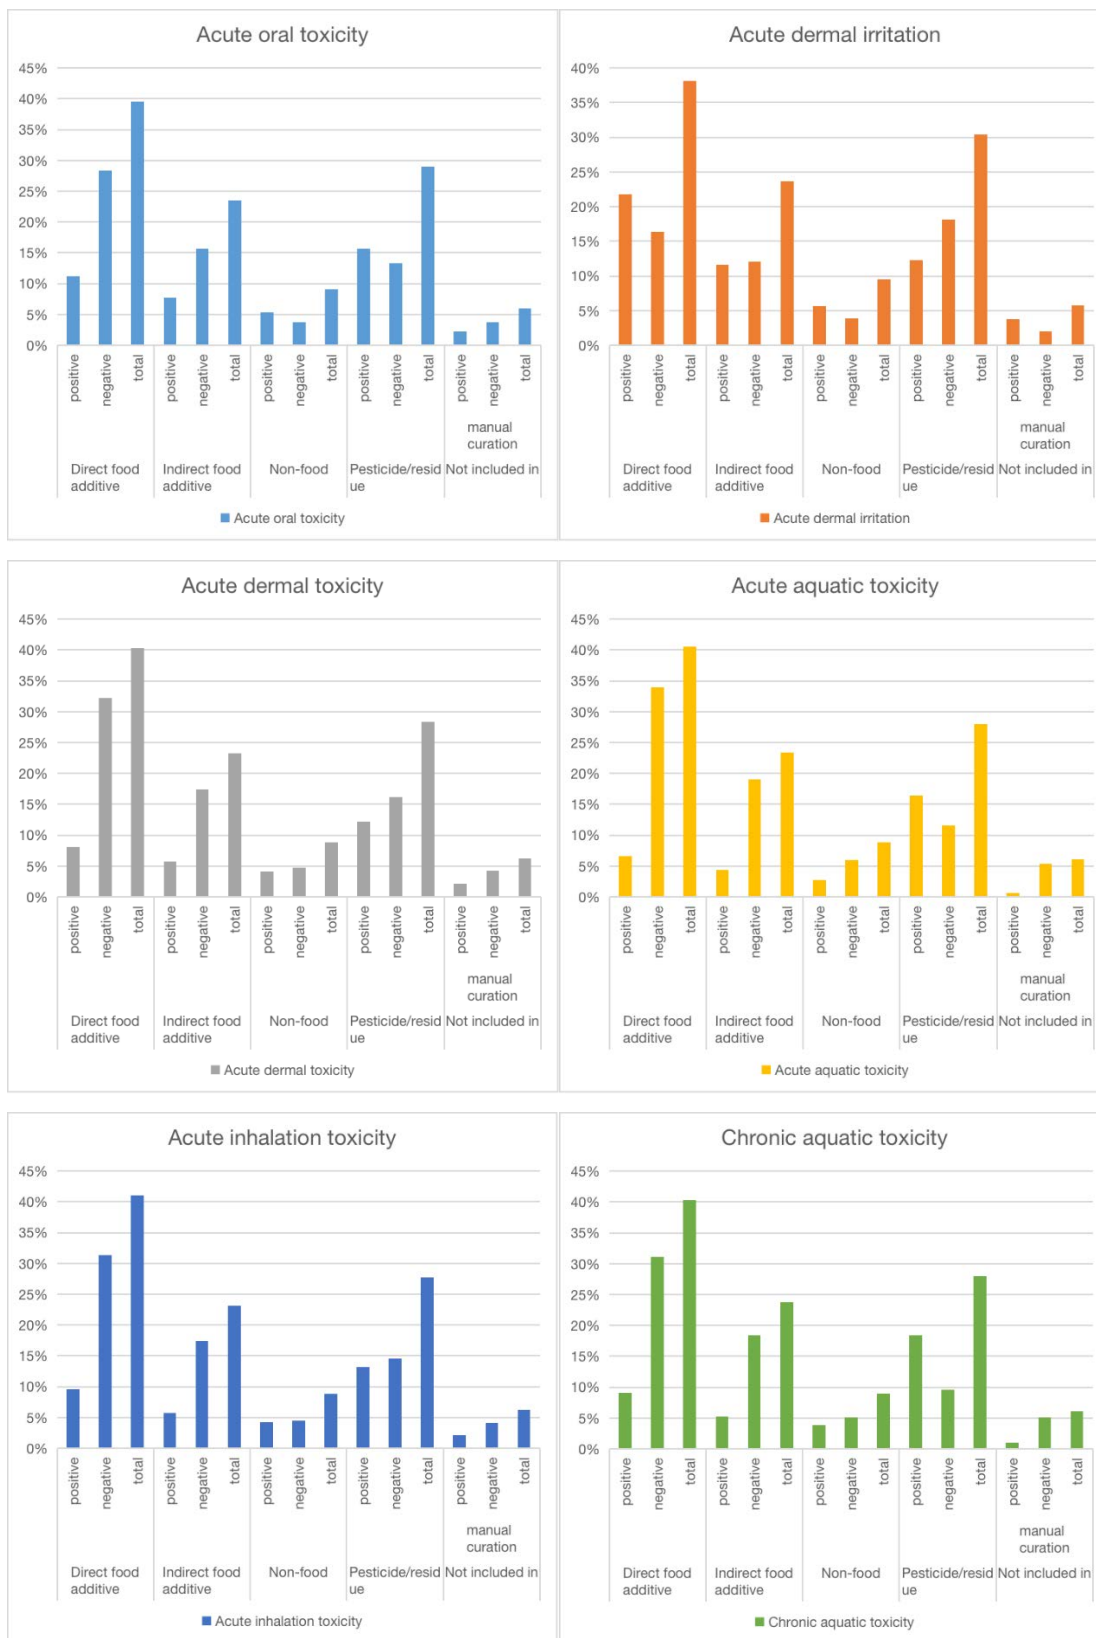 Acute oral toxicity
45%
40%
35%
30%
25%
20%
15%
10%
5%
0%
positive negative total positive negative total positive negative total positive negative total positive negative total
manual
curation
Direct food Indirect food Non-food Pesticide/resid Not included in
additive additive ue
Acute oral toxicity
Acute dermal irritation
40%
35%
30%
25%
20%
15%
10%
5%
0%
positive negative total positive negative total positive negative total positive negative total positive negative total
manual
curation
Direct food Indirect food Non-food Pesticide/resid Not included in
additive additive ue
Acute dermal irritation
Acute dermal toxicity
45%
40%
35%
30%
25%
20%
15%
10%
5%
0%
positive negative total positive negative total positive negative total positive negative total positive negative total
manual
curation
Direct food Indirect food Non-food Pesticide/resid Not included in
additive additive ue
Acute dermal toxicity
Acute aquatic toxicity
45%
40%
35%
30%
25%
20%
15%
10%
5%
0%
positive negative total positive negative total positive negative total positive negative total positive negative total
manual
curation
Direct food Indirect food Non-food Pesticide/resid Not included in
additive additive ue
Acute aquatic toxicity
Acute inhalation toxicity
45%
40%
35%
30%
25%
20%
15%
10%
5%
0%
positive negative total positive negative total positive negative total positive negative total positive negative total
manual
curation
Direct food Indirect food Non-food Pesticide/resid Not included in
additive additive ue
Acute inhalation toxicity
Chronic aquatic toxicity
45%
40%
35%
30%
25%
20%
15%
10%
5%
0%
positive negative total positive negative total positive negative total positive negative total positive negative total
manual
curation
Direct food Indirect food Non-food Pesticide/resid Not included in
additive additive ue
Chronic aquatic toxicity